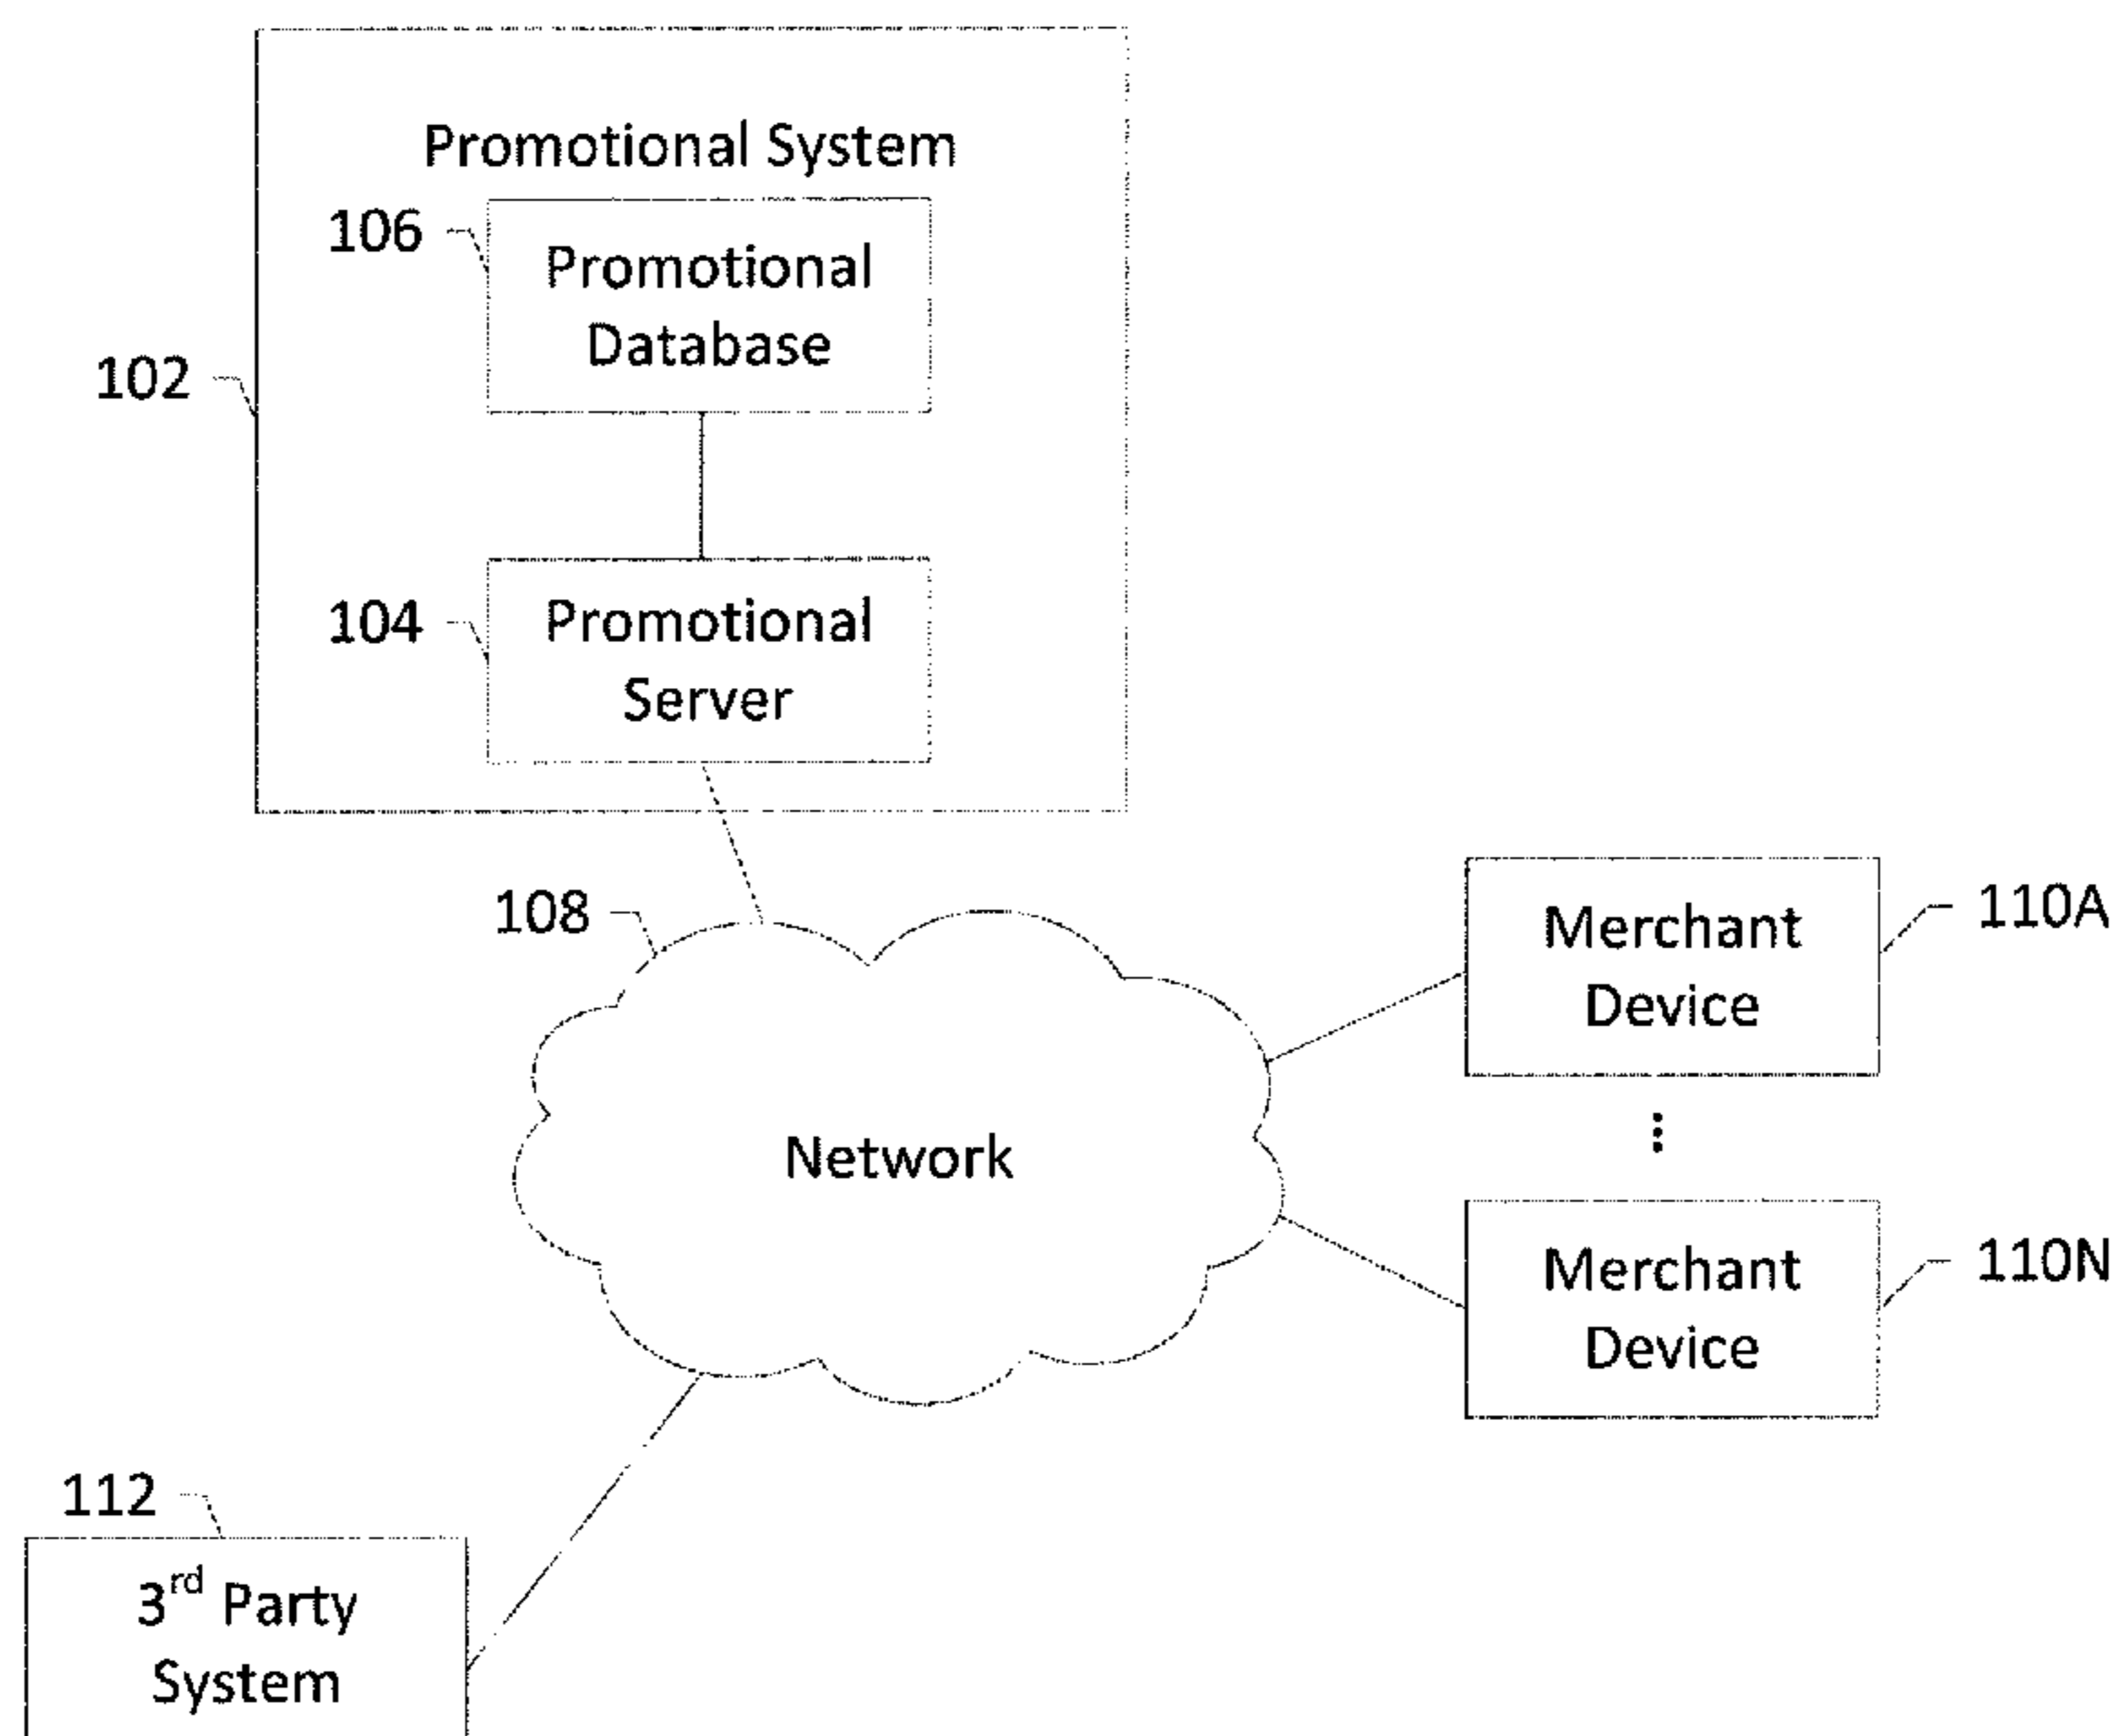 Promotional System
106
Promotional
Database
102
104
Promotional
Server
108
Merchant
Device
110A
Network
Merchant
Device
110N
112
3rd Party
System